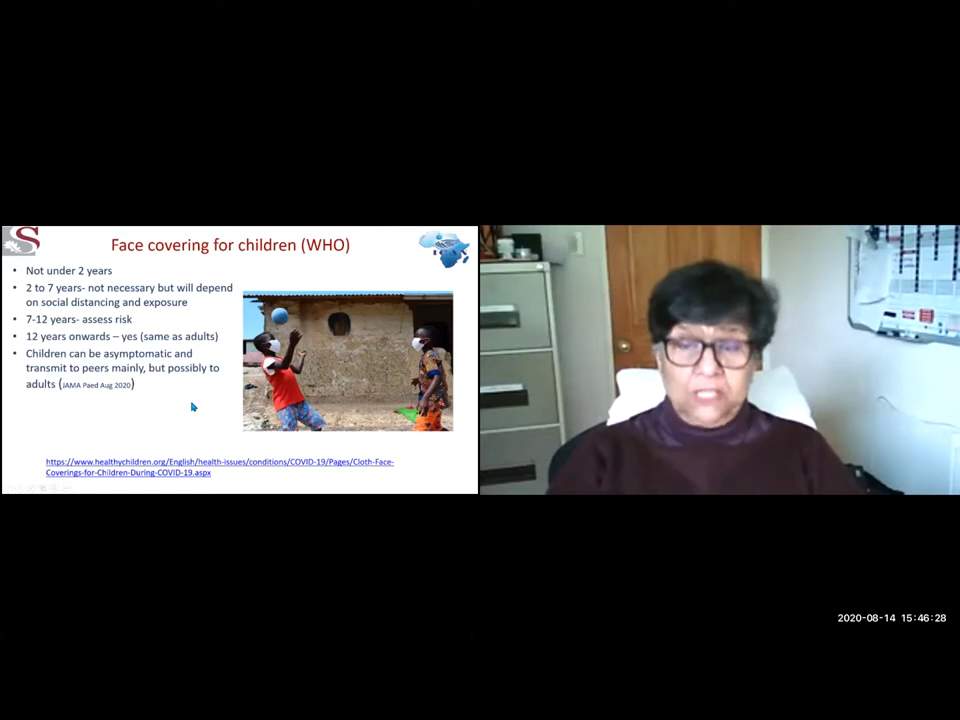 Face covering for children (WHO)
• Not under 2 years
• 2 to 7 years- not necessary but will depend
on social distancing and exposure
• 7-12 years- assess risk
• 12 years onwards – yes (same as adults)
• Children can be asymptomatic and
transmit to peers mainly, but possibly to
adults (JAMA Paed Aug 2020)
https://www.healthychildren.org/English/health-issues/conditions/COVID-19/Pages/Cloth-Face-
Coverings-for-Children-During-COVID-19.aspx
2020-08-14 15:46:28